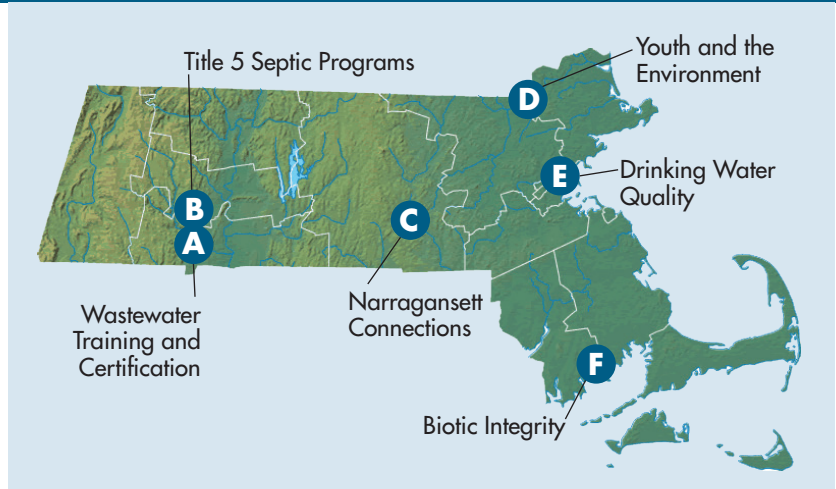 Title 5 Septic Programs
Youth and the
Environment
D
E
Drinking Water
Quality
B
A
C
Wastewater
Training and
Certification
Narragansett
Connections
F
Biotic Integrity